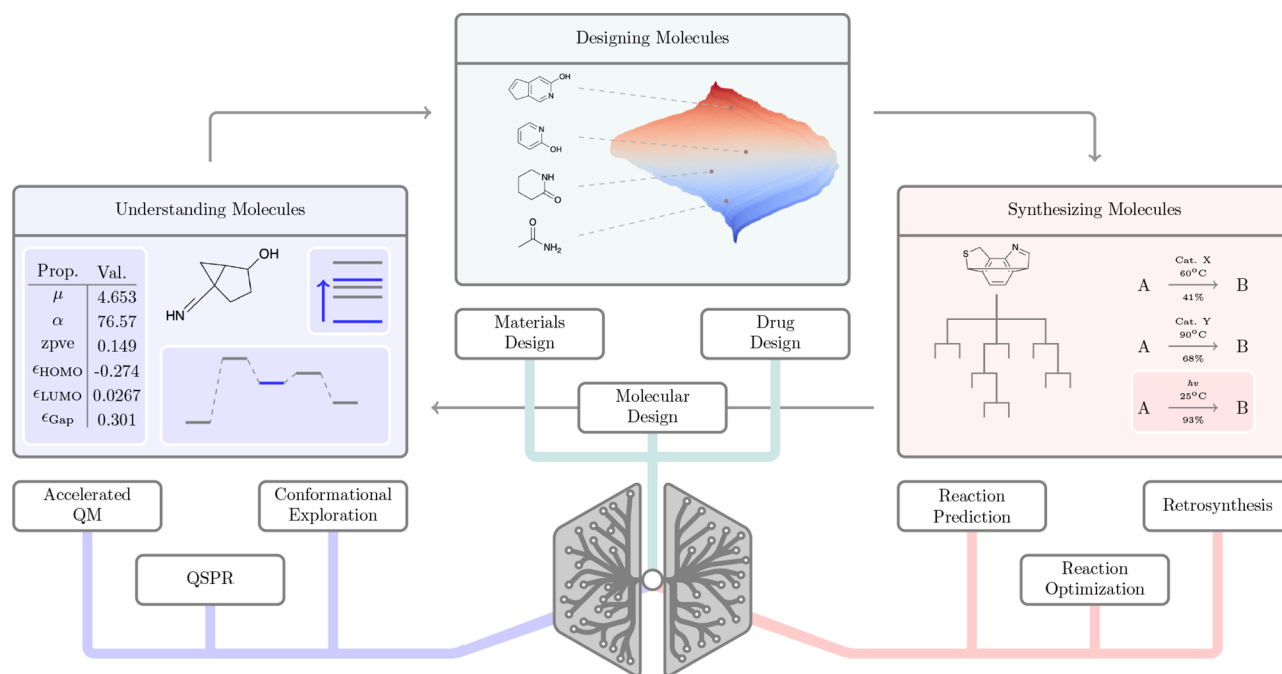 Designing Molecules
OH
N
N
OH
NH
O
O
NH₂
Understanding Molecules
Prop. Val.
μ 4.653
α 76.57
zpve 0.149
ϵHOMO -0.274
ϵLUMO 0.0267
ϵGap 0.301
OH
HN
Synthesizing Molecules
S
N
Cat. X
60°C
A B
41%
Cat. Y
90°C
A B
68%
hν
25°C
A B
93%
Materials
Design
Drug
Design
Molecular
Design
Accelerated
QM
Conformational
Exploration
QSPR
Reaction
Prediction
Retrosynthesis
Reaction
Optimization